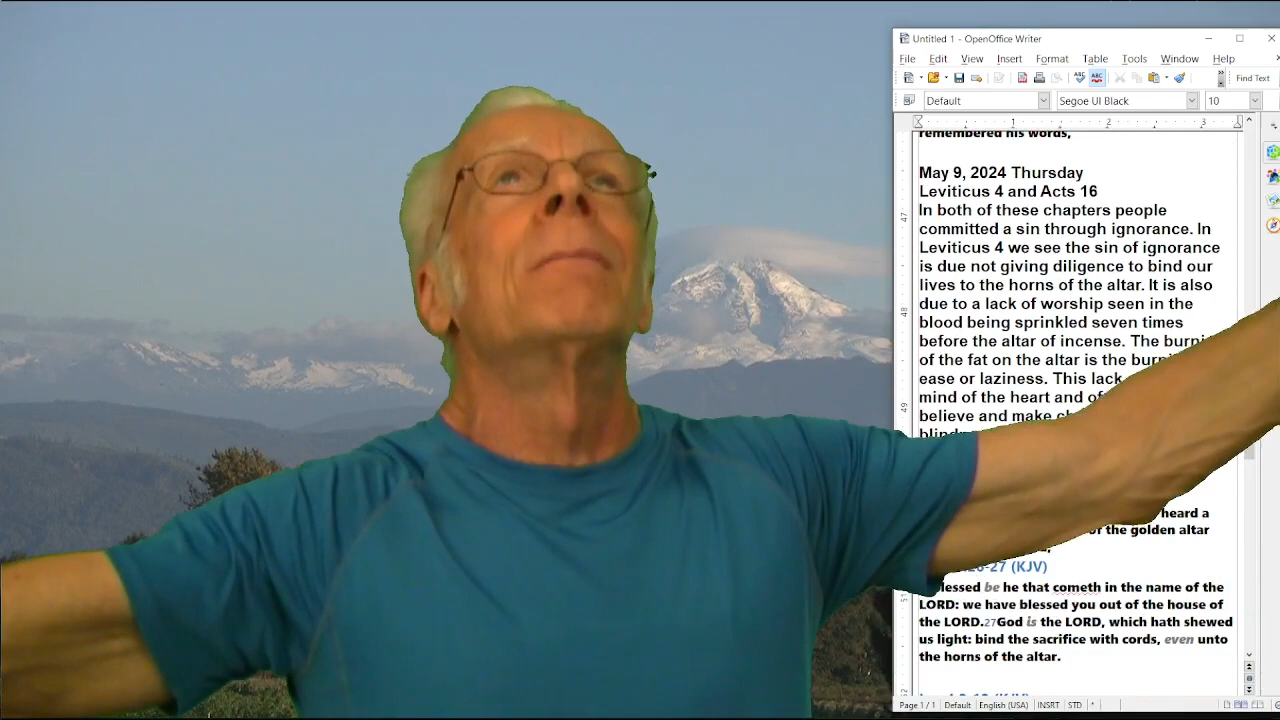 Untitled 1 - OpenOffice Writer
File Edit View Insert Format Table Tools Window Help
Find Text
Default Segoe UI Black 10
1 2 3
remembered his words,
May 9, 2024 Thursday
Leviticus 4 and Acts 16
In both of these chapters people
committed a sin through ignorance. In
Leviticus 4 we see the sin of ignorance
is due not giving diligence to bind our
lives to the horns of the altar. It is also
due to a lack of worship seen in the
blood being sprinkled seven times
before the altar of incense. The
of the fat on the altar is the
ease or laziness. This lack
mind of the heart and
believe and make
heard a
of the golden altar
(KJV)
he that cometh in the name of the
LORD: we have blessed you out of the house of
the LORD.27God is the LORD, which hath shewed
us light: bind the sacrifice with cords, even unto
the horns of the altar.
Page 1 / 1 Default English (USA) INSRT STD *